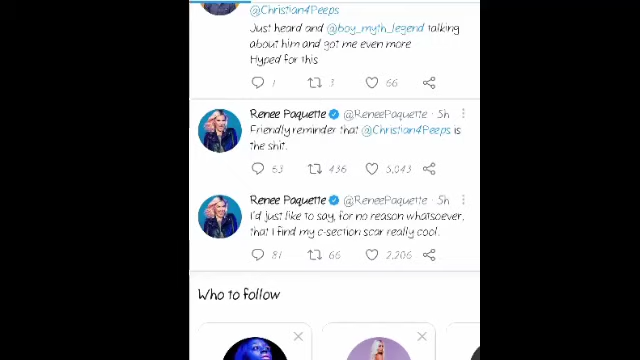 @Christian4Peeps
Just heard and @boy_myth_legend talking
about him and got me even more
Hyped for this
1 3 66
Renee Paquette @ReneePaquette · 5h
Friendly reminder that @Christian4Peeps is
the shit.
53 436 5,043
Renee Paquette @ReneePaquette · 5h
I'd just like to say, for no reason whatsoever,
that I find my c-section scar really cool.
81 66 2,206
Who to follow